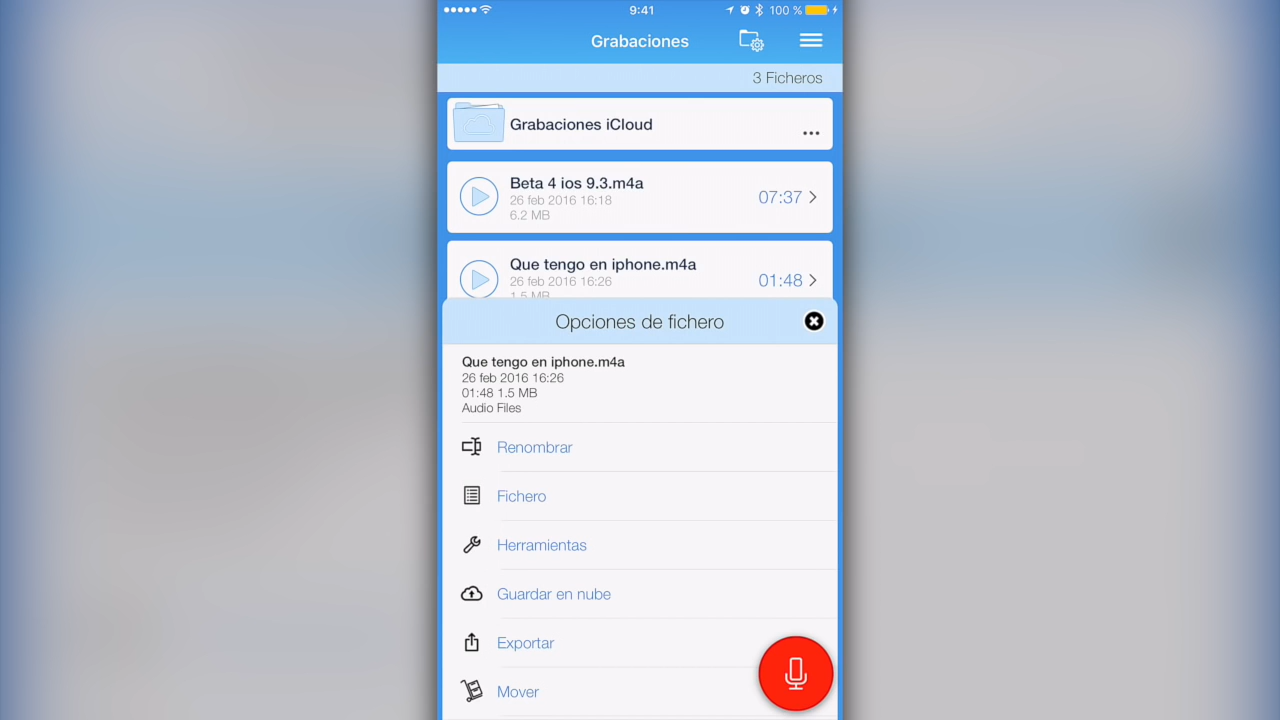 9:41
100 %
Grabaciones
3 Ficheros
Grabaciones iCloud
Beta 4 ios 9.3.m4a
26 feb 2016 16:18
6.2 MB
07:37
Que tengo en iphone.m4a
26 feb 2016 16:26
1.5 MB
01:48
Opciones de fichero
Que tengo en iphone.m4a
26 feb 2016 16:26
01:48 1.5 MB
Audio Files
Renombrar
Fichero
Herramientas
Guardar en nube
Exportar
Mover